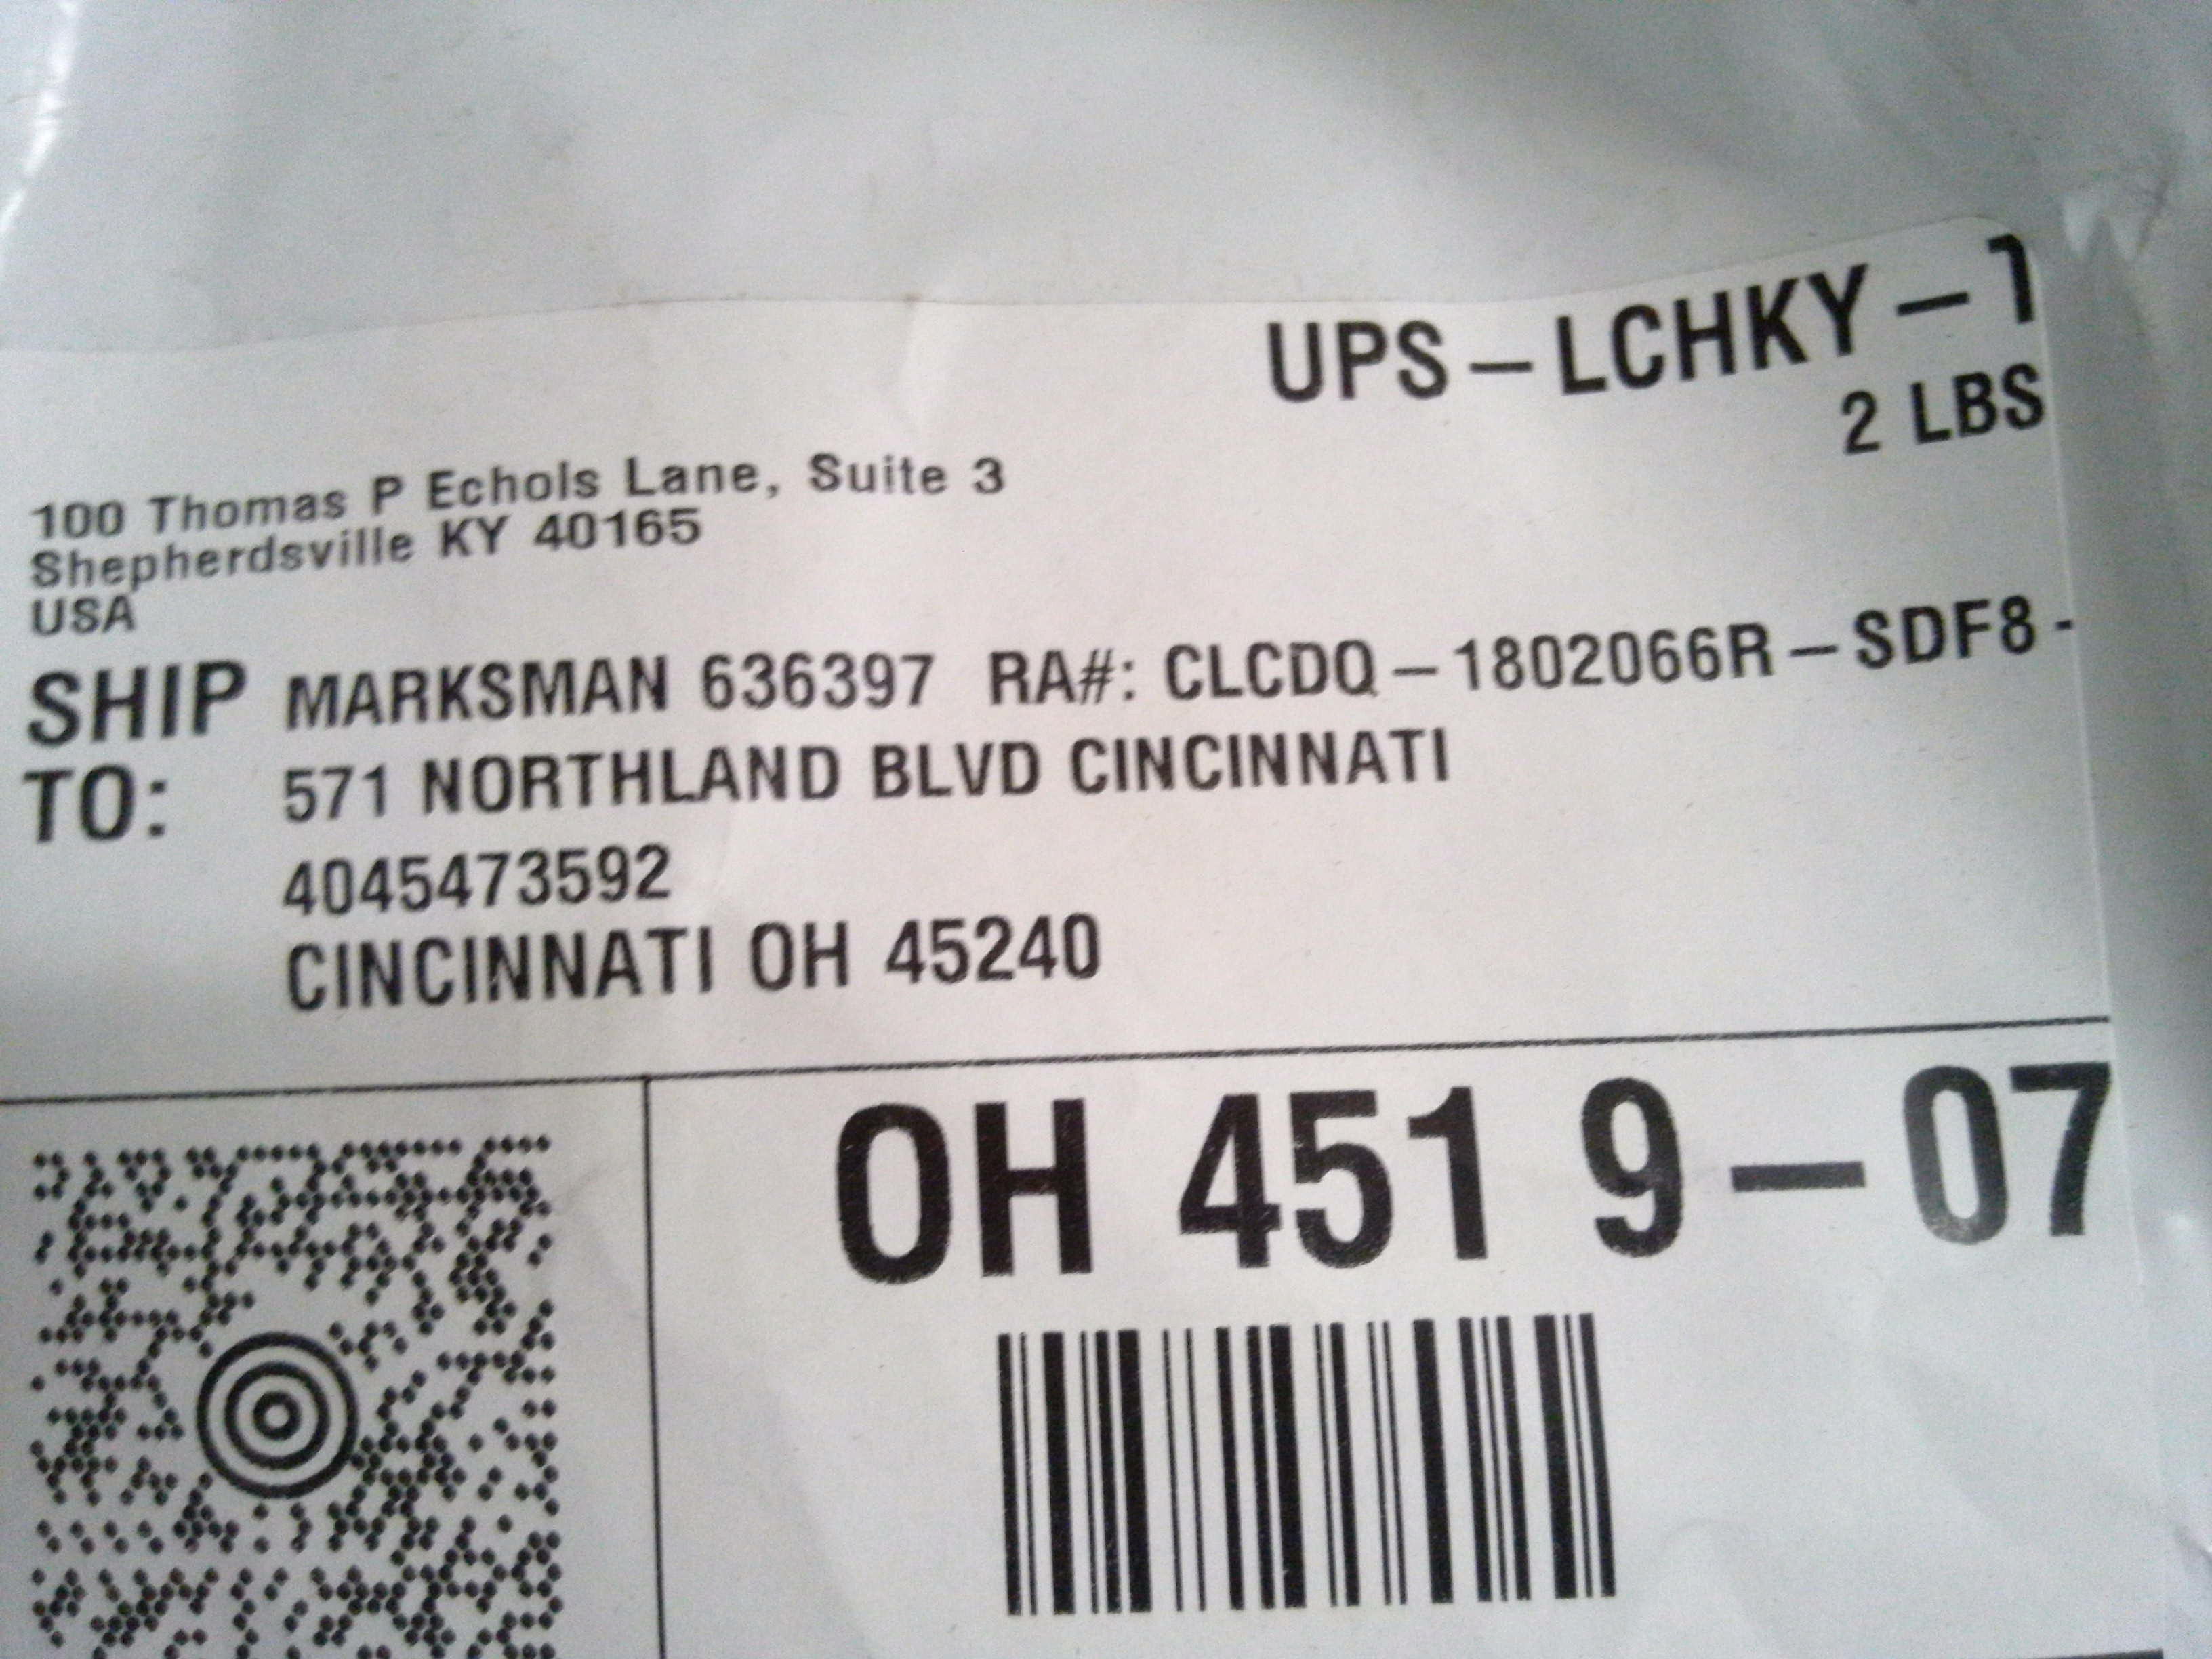 UPS – LCHKY – 1
2 LBS
100 Thomas P Echols Lane, Suite 3
Shepherdsville KY 40165
USA
SHIP TO: MARKSMAN 636397 RA#: CLCDQ – 1802066R – SDF8 -
571 NORTHLAND BLVD CINCINNATI
4045473592
CINCINNATI OH 45240
OH 451 9 – 07